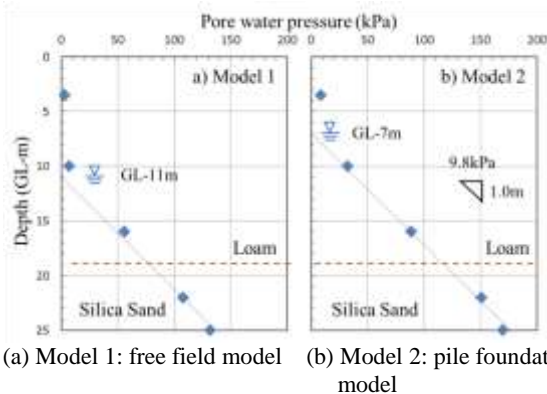 Pore water pressure (kPa)
0 50 100 150 200 0 50 100 150 200
0
5
10
15
20
25
Depth (GL-m)
a) Model 1
GL-11m
Loam
Silica Sand
b) Model 2
GL-7m
9.8kPa
1.0m
Loam
Silica Sand
(a) Model 1: free field model (b) Model 2: pile foundat
model